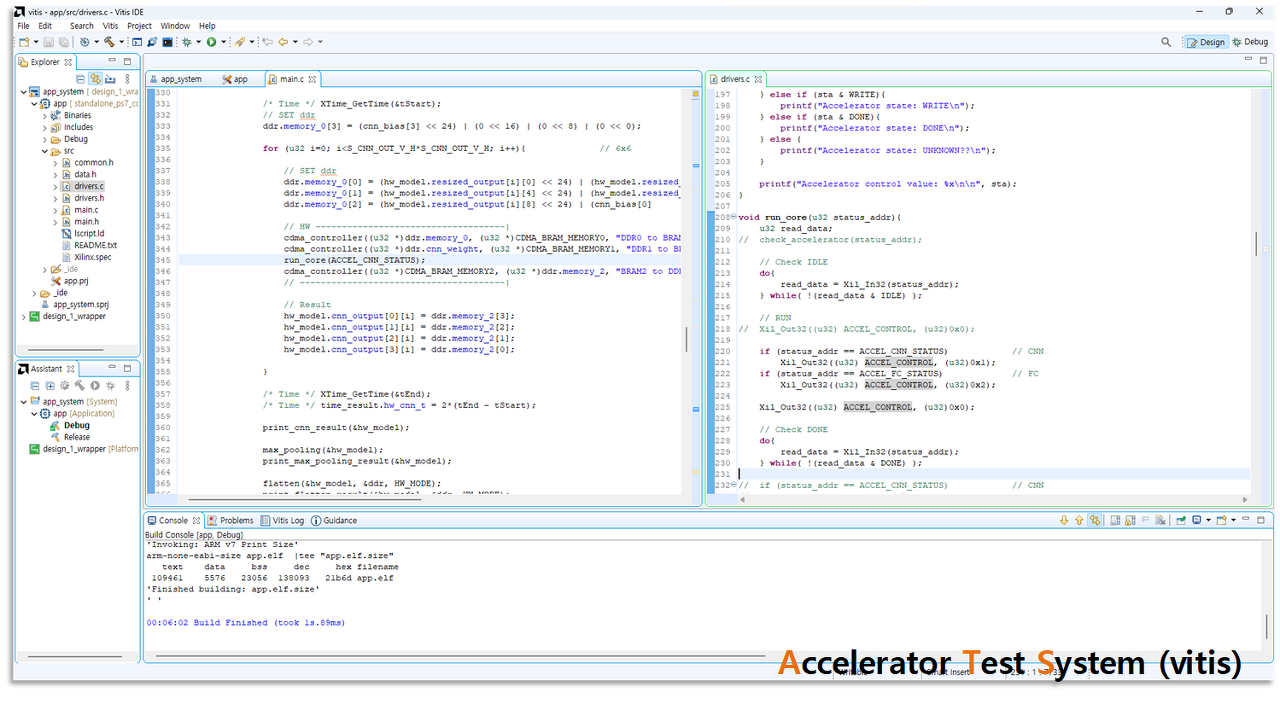 vitis - app/src/drivers.c - Vitis IDE
File Edit Search Vitis Project Window Help
Design Debug
Explorer
app_system [ design_1_wra
app [ standalone_ps7_co
Binaries
Includes
Debug
src
common.h
data.h
drivers.c
drivers.h
main.c
main.h
lscript.ld
README.txt
Xilinx.spec
_ide
app.prj
_ide
app_system.sprj
design_1_wrapper
Assistant
app_system [System]
app [Application]
Debug
Release
design_1_wrapper [Platform
app_system app main.c
330
331 /* Time */ XTime_GetTime(&tStart);
332 // SET ddr
333 ddr.memory_0[3] = (cnn_bias[3] << 24) | (0 << 16) | (0 << 8) | (0 << 0);
334
335 for (u32 i=0; i<S_CNN_OUT_V_H*S_CNN_OUT_V_H; i++){ // 6x6
336
337 // SET ddr
338 ddr.memory_0[0] = (hw_model.resized_output[i][0] << 24) | (hw_model.resized_
339 ddr.memory_0[1] = (hw_model.resized_output[i][4] << 24) | (hw_model.resized_
340 ddr.memory_0[2] = (hw_model.resized_output[i][8] << 24) | (cnn_bias[0]
341
342 // HW ------------------------------------|
343 cdma_controller((u32 *)ddr.memory_0, (u32 *)CDMA_BRAM_MEMORY0, "DDR0 to BRAM
344 cdma_controller((u32 *)ddr.cnn_weight, (u32 *)CDMA_BRAM_MEMORY1, "DDR1 to BR
345 run_core(ACCEL_CNN_STATUS);
346 cdma_controller((u32 *)CDMA_BRAM_MEMORY2, (u32 *)ddr.memory_2, "BRAM2 to DDR
347 // ---------------------------------------|
348
349 // Result
350 hw_model.cnn_output[0][i] = ddr.memory_2[3];
351 hw_model.cnn_output[1][i] = ddr.memory_2[2];
352 hw_model.cnn_output[2][i] = ddr.memory_2[1];
353 hw_model.cnn_output[3][i] = ddr.memory_2[0];
354
355 }
356
357 /* Time */ XTime_GetTime(&tEnd);
358 /* Time */ time_result.hw_cnn_t = 2*(tEnd - tStart);
359
360 print_cnn_result(&hw_model);
361
362 max_pooling(&hw_model);
363 print_max_pooling_result(&hw_model);
364
365 flatten(&hw_model, &ddr, HW_MODE);
drivers.c
197 } else if (sta & WRITE){
198 printf("Accelerator state: WRITE\n");
199 } else if (sta & DONE){
200 printf("Accelerator state: DONE\n");
201 } else {
202 printf("Accelerator state: UNKNOWN??\n");
203 }
204
205 printf("Accelerator control value: %x\n\n", sta);
206 }
207
208 void run_core(u32 status_addr){
209 u32 read_data;
210 // check_accelerator(status_addr);
211
212 // Check IDLE
213 do{
214 read_data = Xil_In32(status_addr);
215 } while( !(read_data & IDLE) );
216
217 // RUN
218 // Xil_Out32((u32) ACCEL_CONTROL, (u32)0x0);
219
220 if (status_addr == ACCEL_CNN_STATUS) // CNN
221 Xil_Out32((u32) ACCEL_CONTROL, (u32)0x1);
222 if (status_addr == ACCEL_FC_STATUS) // FC
223 Xil_Out32((u32) ACCEL_CONTROL, (u32)0x2);
224
225 Xil_Out32((u32) ACCEL_CONTROL, (u32)0x0);
226
227 // Check DONE
228 do{
229 read_data = Xil_In32(status_addr);
230 } while( !(read_data & DONE) );
231
232 // if (status_addr == ACCEL_CNN_STATUS) // CNN
Console Problems Vitis Log Guidance
Build Console [app, Debug]
'Invoking: ARM v7 Print Size'
arm-none-eabi-size app.elf |tee "app.elf.size"
text data bss dec hex filename
109461 5576 23056 138093 21b6d app.elf
'Finished building: app.elf.size'
' '
00:06:02 Build Finished (took 1s.89ms)
Accelerator Test System (vitis)